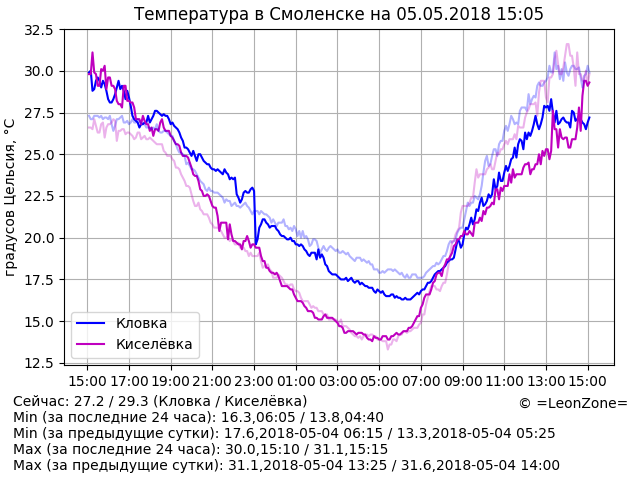 Температура в Смоленске на 05.05.2018 15:05
градусов Цельсия, °C
32.5
30.0
27.5
25.0
22.5
20.0
17.5
15.0
12.5
Кловка
Киселёвка
15:00 17:00 19:00 21:00 23:00 01:00 03:00 05:00 07:00 09:00 11:00 13:00 15:00
Сейчас: 27.2 / 29.3 (Кловка / Киселёвка)
© =LeonZone=
Min (за последние 24 часа): 16.3,06:05 / 13.8,04:40
Min (за предыдущие сутки): 17.6,2018-05-04 06:15 / 13.3,2018-05-04 05:25
Max (за последние 24 часа): 30.0,15:10 / 31.1,15:15
Max (за предыдущие сутки): 31.1,2018-05-04 13:25 / 31.6,2018-05-04 14:00